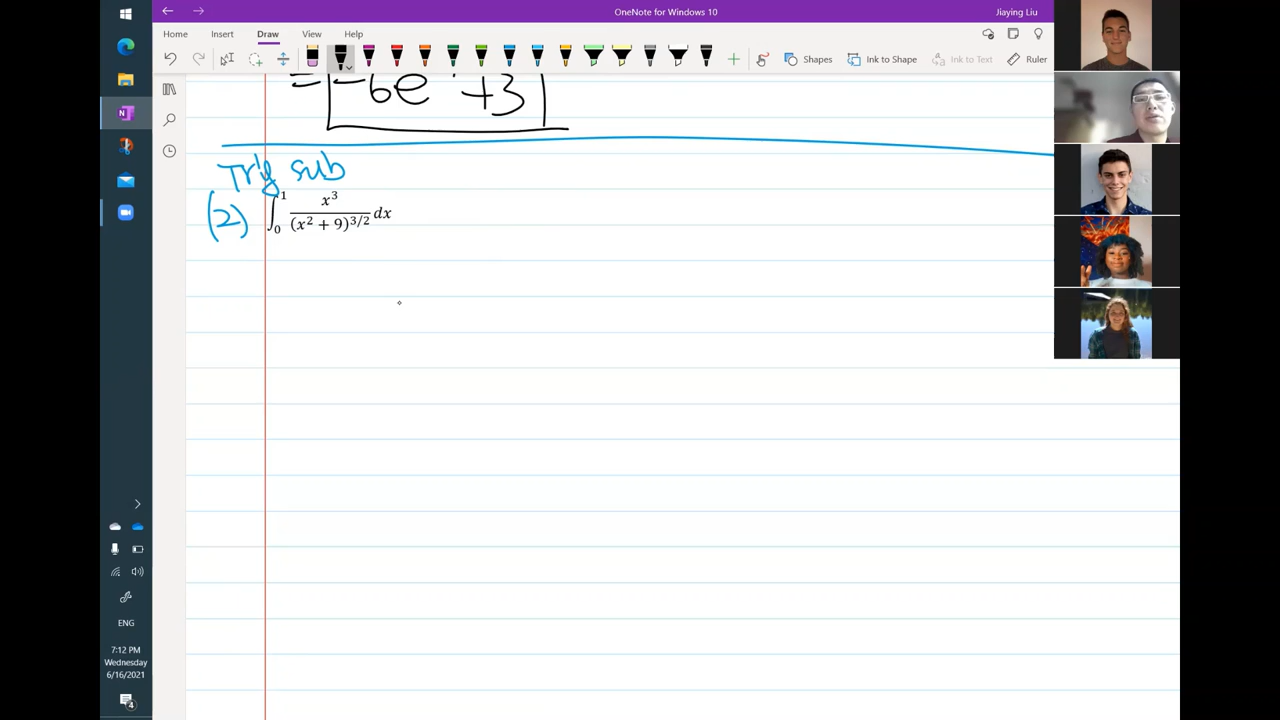 OneNote for Windows 10
Jiaying Liu
Home Insert Draw View Help
Shapes Ink to Shape Ink to Text Ruler
= -6e +3
Trig sub
(2) ∫₀¹ x³/(x² + 9)^{3/2} dx
ENG
7:12 PM
Wednesday
6/16/2021
4